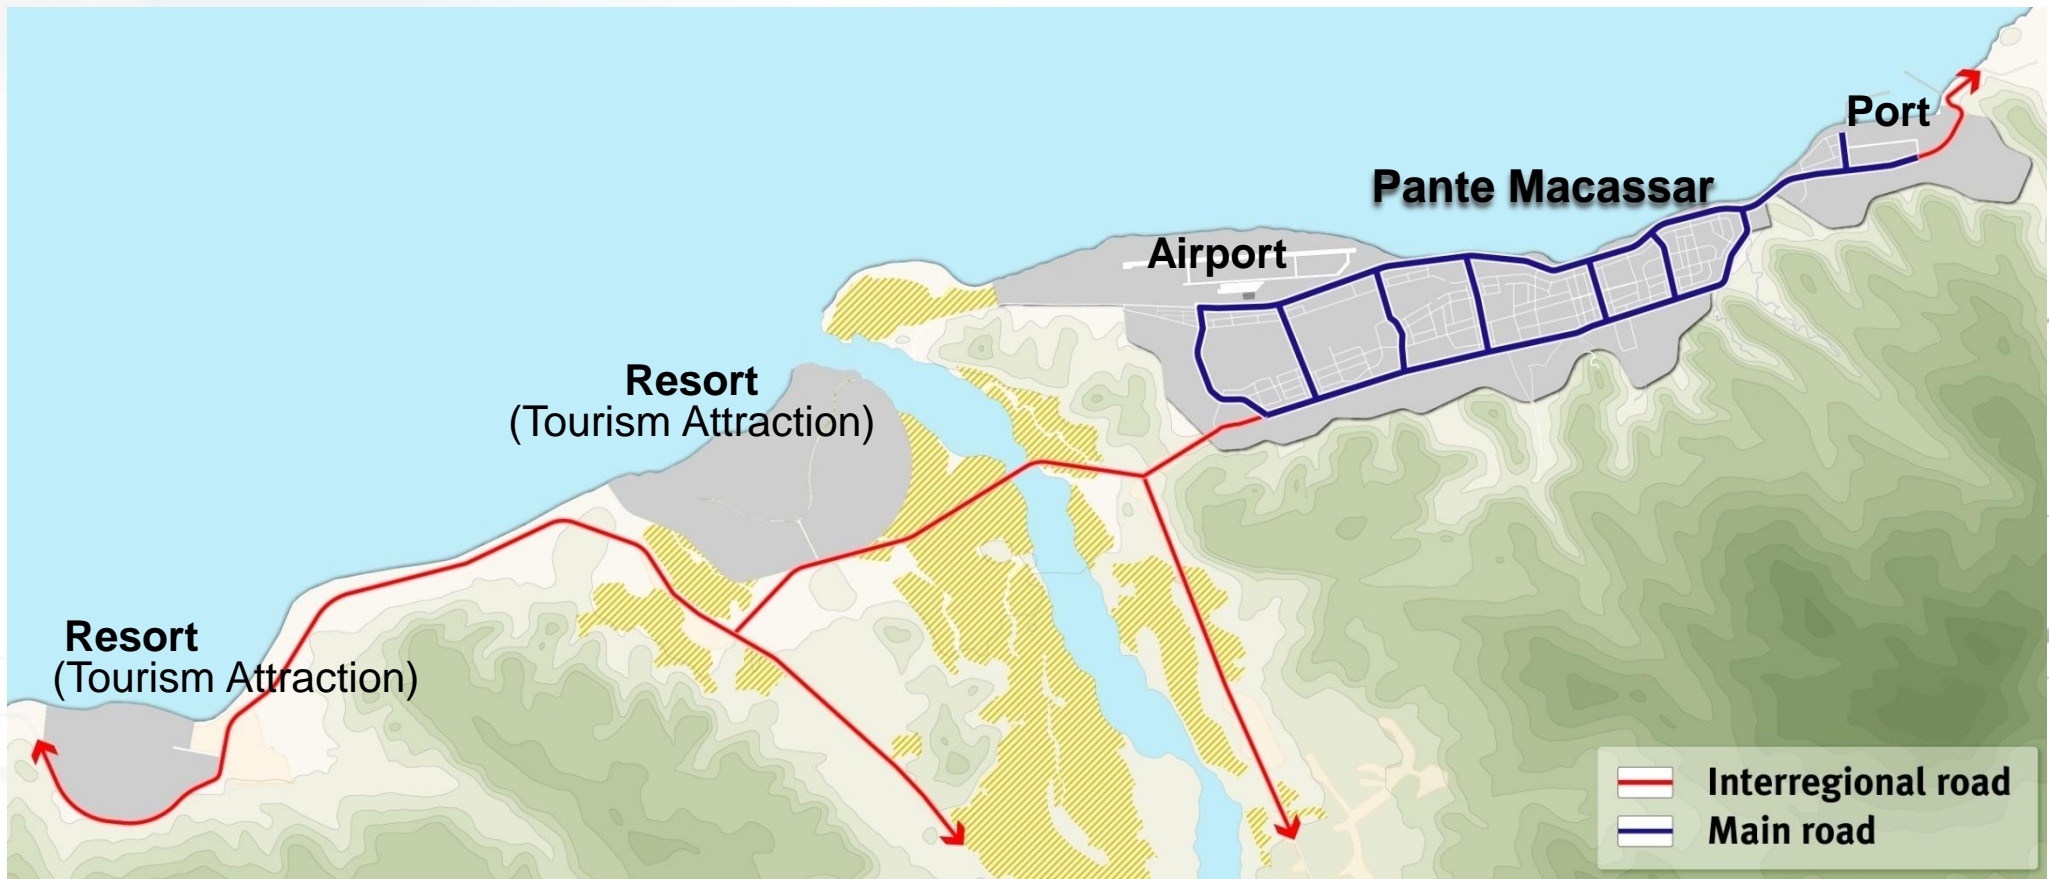 Port
Pante Macassar
Airport
Resort
(Tourism Attraction)
Resort
(Tourism Attraction)
Interregional road
Main road